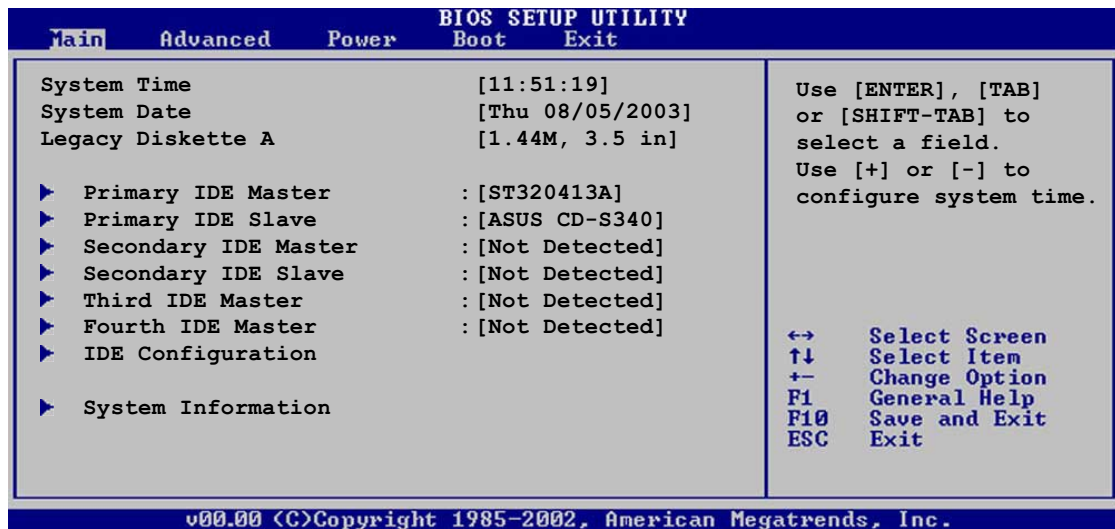 BIOS SETUP UTILITY
Main Advanced Power Boot Exit
System Time [11:51:19]
System Date [Thu 08/05/2003]
Legacy Diskette A [1.44M, 3.5 in]
Primary IDE Master :[ST320413A]
Primary IDE Slave :[ASUS CD-S340]
Secondary IDE Master :[Not Detected]
Secondary IDE Slave :[Not Detected]
Third IDE Master :[Not Detected]
Fourth IDE Master :[Not Detected]
IDE Configuration
System Information
Use [ENTER], [TAB]
or [SHIFT-TAB] to
select a field.
Use [+] or [-] to
configure system time.
←→ Select Screen
↑↓ Select Item
+- Change Option
F1 General Help
F10 Save and Exit
ESC Exit
v00.00 (C)Copyright 1985-2002, American Megatrends, Inc.